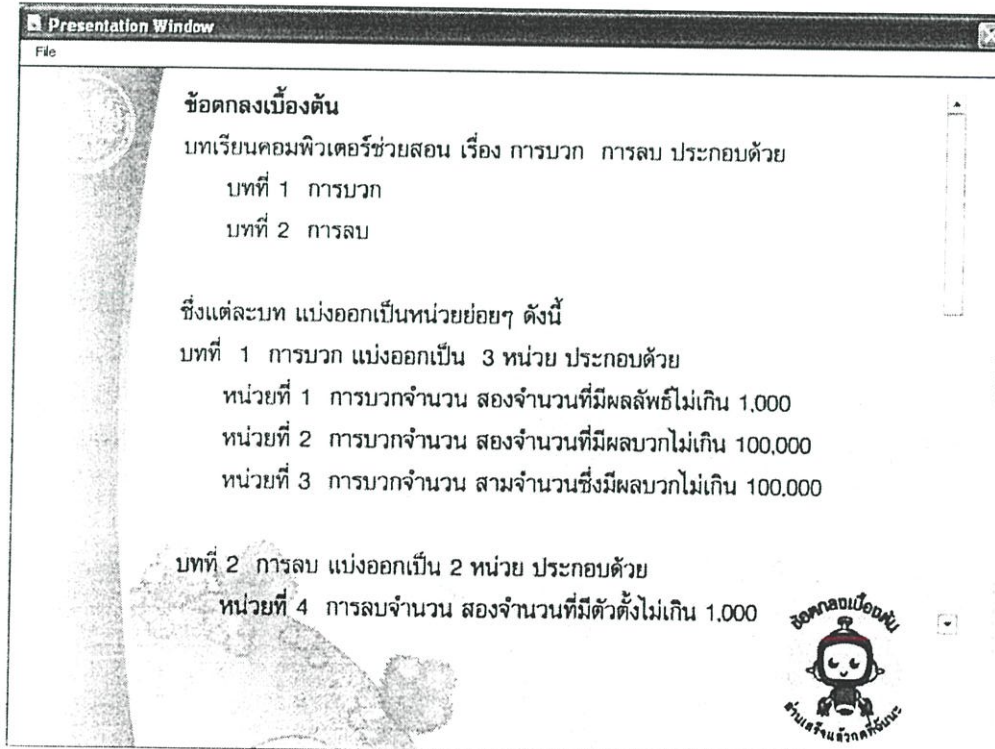 Presentation Window
File
ข้อตกลงเบื้องต้น
บทเรียนคอมพิวเตอร์ช่วยสอน เรื่อง การบวก การลบ ประกอบด้วย
บทที่ 1 การบวก
บทที่ 2 การลบ
ซึ่งแต่ละบท แบ่งออกเป็นหน่วยย่อยๆ ดังนี้
บทที่ 1 การบวก แบ่งออกเป็น 3 หน่วย ประกอบด้วย
หน่วยที่ 1 การบวกจำนวน สองจำนวนที่มีผลลัพธ์ไม่เกิน 1,000
หน่วยที่ 2 การบวกจำนวน สองจำนวนที่มีผลบวกไม่เกิน 100,000
หน่วยที่ 3 การบวกจำนวน สามจำนวนซึ่งมีผลบวกไม่เกิน 100,000
บทที่ 2 การลบ แบ่งออกเป็น 2 หน่วย ประกอบด้วย
หน่วยที่ 4 การลบจำนวน สองจำนวนที่มีตัวตั้งไม่เกิน 1,000
ข้อตกลงเบื้องต้น
อ่านเสร็จแล้วกดที่ฉันนะ